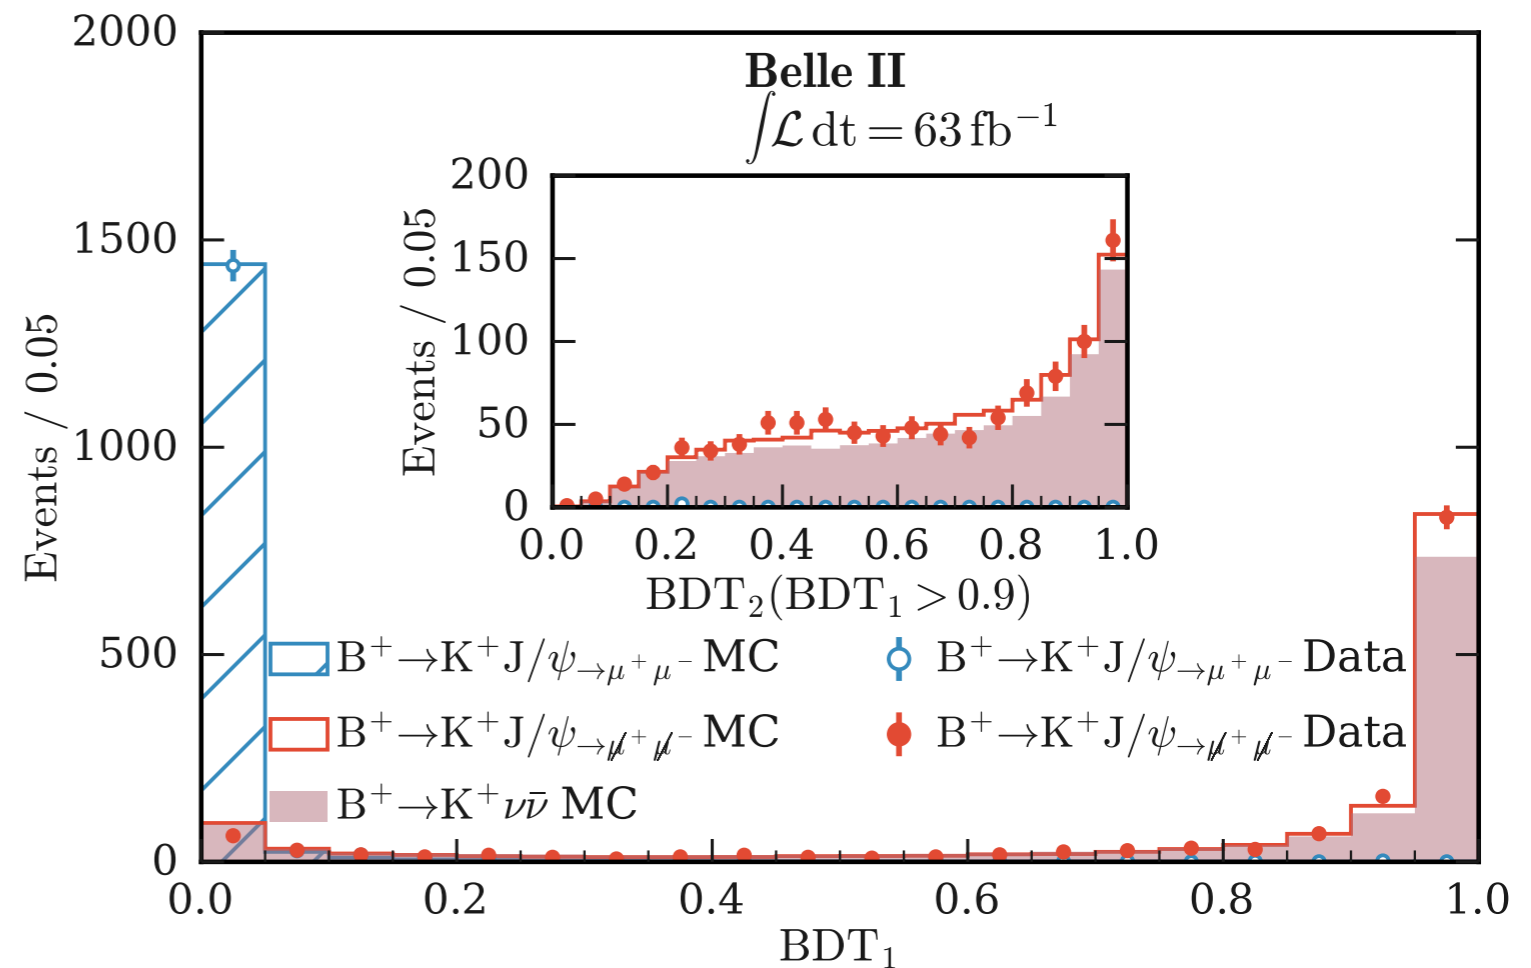 Belle II
∫ℒ dt = 63 fb⁻¹
Events / 0.05
2000
1500
1000
500
0
0.0 0.2 0.4 0.6 0.8 1.0
BDT₁
Events / 0.05
200
150
100
50
0
0.0 0.2 0.4 0.6 0.8 1.0
BDT₂(BDT₁ > 0.9)
B⁺→K⁺J/ψ→μ⁺μ⁻ MC
B⁺→K⁺J/ψ→μ̸⁺μ̸⁻ MC
B⁺→K⁺νν̄ MC
B⁺→K⁺J/ψ→μ⁺μ⁻ Data
B⁺→K⁺J/ψ→μ̸⁺μ̸⁻ Data